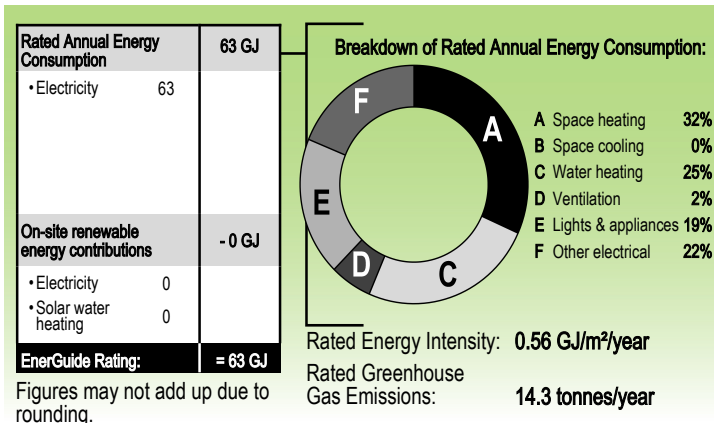 Rated Annual Energy
Consumption
63 GJ
• Electricity 63
On-site renewable
energy contributions
- 0 GJ
• Electricity 0
• Solar water
heating
0
EnerGuide Rating: = 63 GJ
Figures may not add up due to
rounding.
Breakdown of Rated Annual Energy Consumption:
A
B
C
D
E
F
A Space heating 32%
B Space cooling 0%
C Water heating 25%
D Ventilation 2%
E Lights & appliances 19%
F Other electrical 22%
Rated Energy Intensity: 0.56 GJ/m²/year
Rated Greenhouse
Gas Emissions: 14.3 tonnes/year